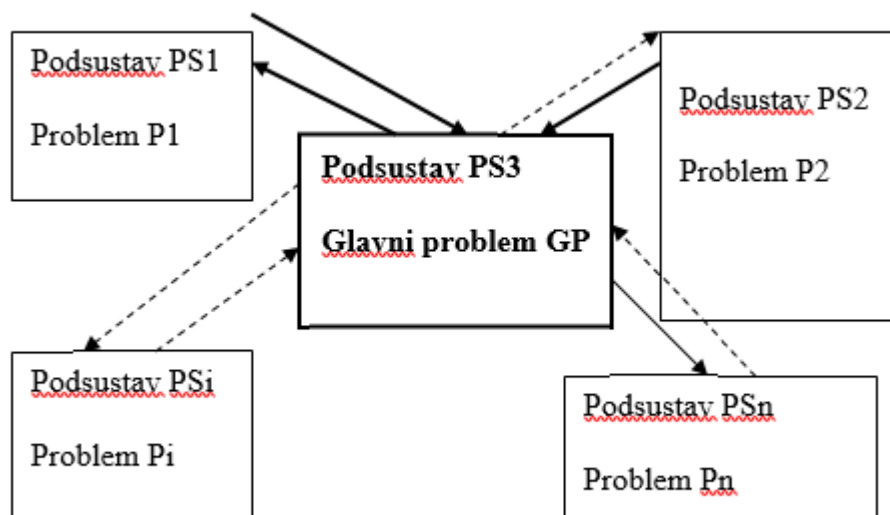 Podsustav PS1
Problem P1
Podsustav PS2
Problem P2
Podsustav PS3
Glavni problem GP
Podsustav PSi
Problem Pi
Podsustav PSn
Problem Pn